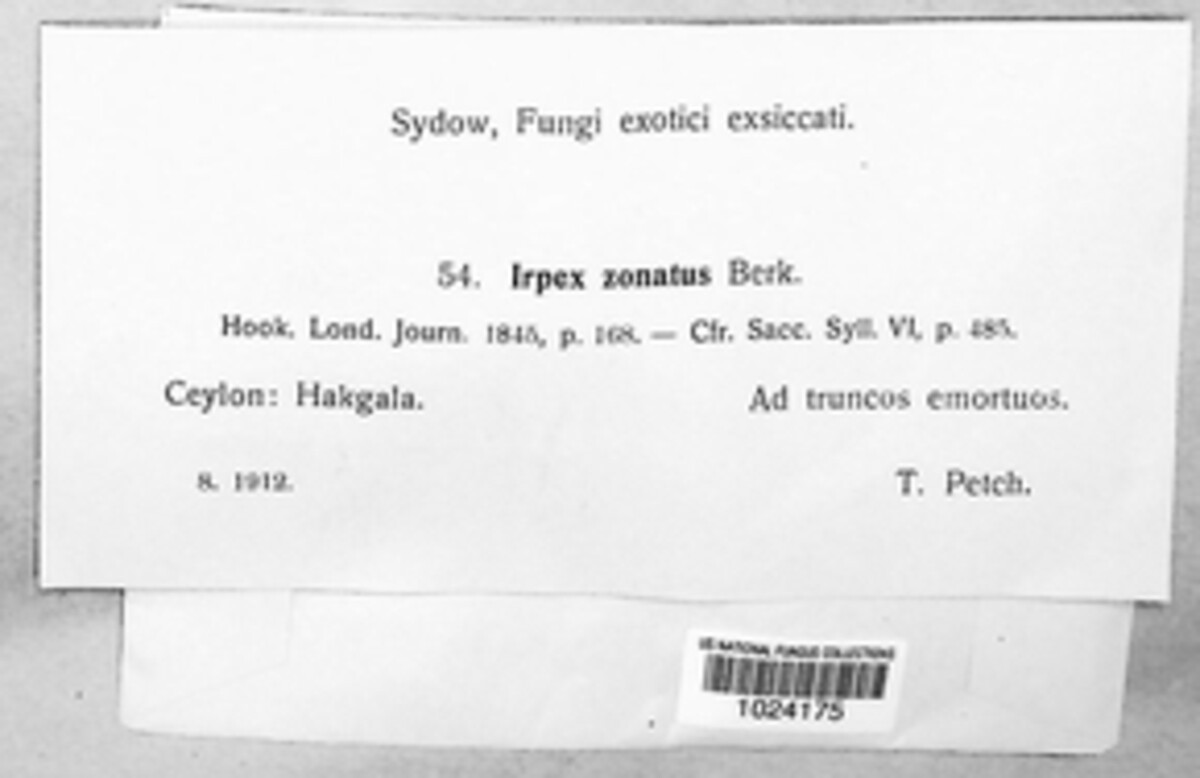 Sydow, Fungi exotici exsiccati.
54. Irpex zonatus Berk.
Hook. Lond. Journ. 1845, p. 168. — Cfr. Sacc. Syll. VI, p. 485.
Ceylon: Hakgala.
Ad truncos emortuos.
8. 1912.
T. Petch.
US NATIONAL FUNGUS COLLECTIONS
1024175